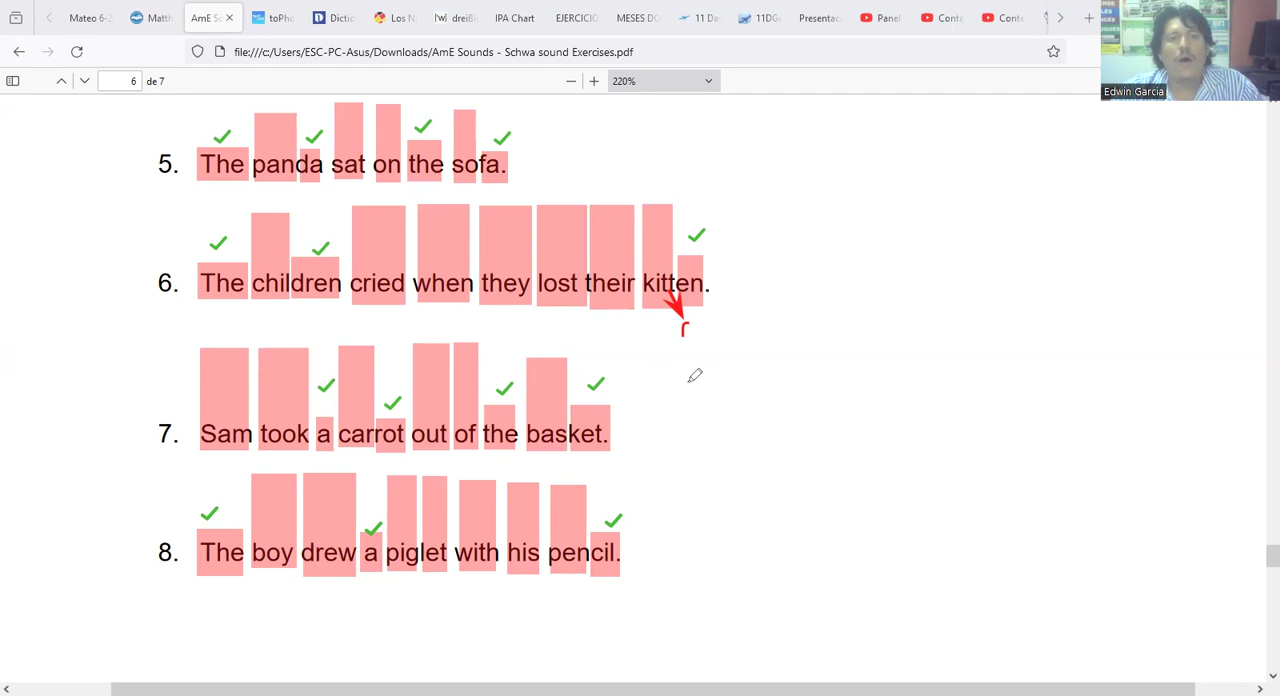 Mateo 6-2
Matth
AmE So
toPho
Dictio
Los N
dreiß
IPA Chart
EJERCICIO
MESES DO
11 Da
11DG
Presentac
Panel
Conte
Conte
file:///c:/Users/ESC-PC-Asus/Downloads/AmE Sounds - Schwa sound Exercises.pdf
6 de 7
220%
Edwin Garcia
5. The panda sat on the sofa.
6. The children cried when they lost their kitten.
r
7. Sam took a carrot out of the basket.
8. The boy drew a piglet with his pencil.